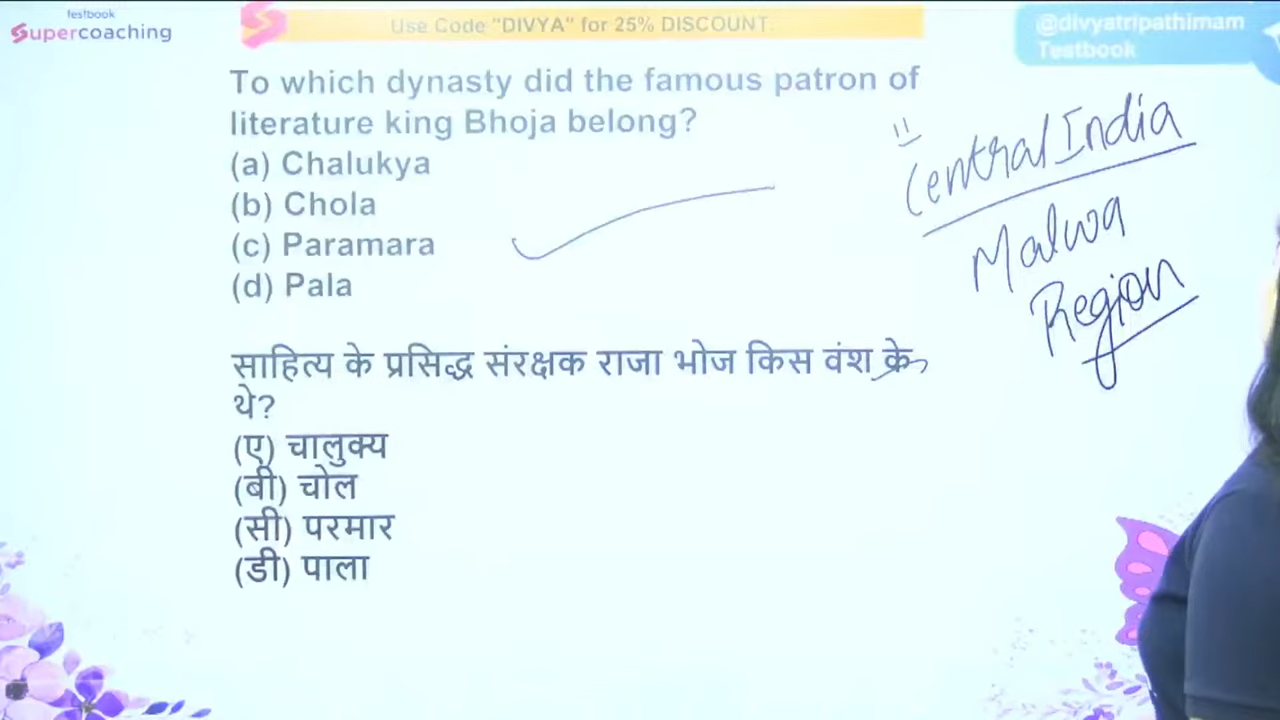 testbook
Supercoaching
Use Code "DIVYA" for 25% DISCOUNT.
@divyatripathimam
Testbook
To which dynasty did the famous patron of
literature king Bhoja belong?
(a) Chalukya
(b) Chola
(c) Paramara
(d) Pala
Central India
Malwa
Region
साहित्य के प्रसिद्ध संरक्षक राजा भोज किस वंश के
थे?
(ए) चालुक्य
(बी) चोल
(सी) परमार
(डी) पाला